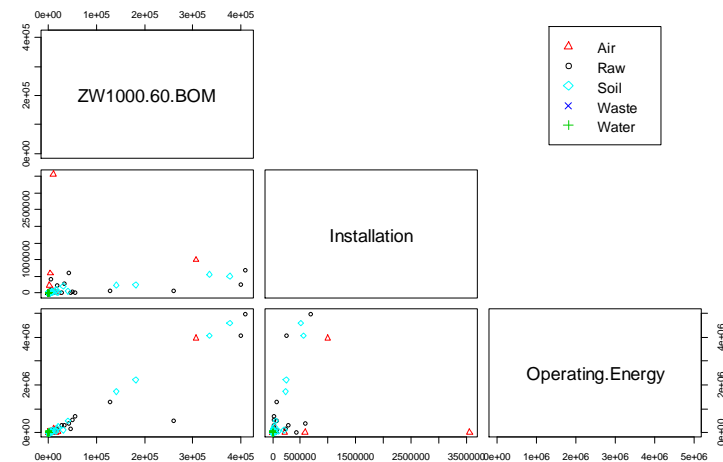 0e+00 1e+05 2e+05 3e+05 4e+05
0e+00 2e+05 4e+05
ZW1000.60.BOM
Air
Raw
Soil
Waste
Water
0 1000000 2500000
Installation
0e+00 2e+06 4e+06
Operating.Energy
0e+00 2e+06 4e+06
0e+00 1e+05 2e+05 3e+05 4e+05
0 500000 1500000 2500000 3500000
0e+00 1e+06 2e+06 3e+06 4e+06 5e+06